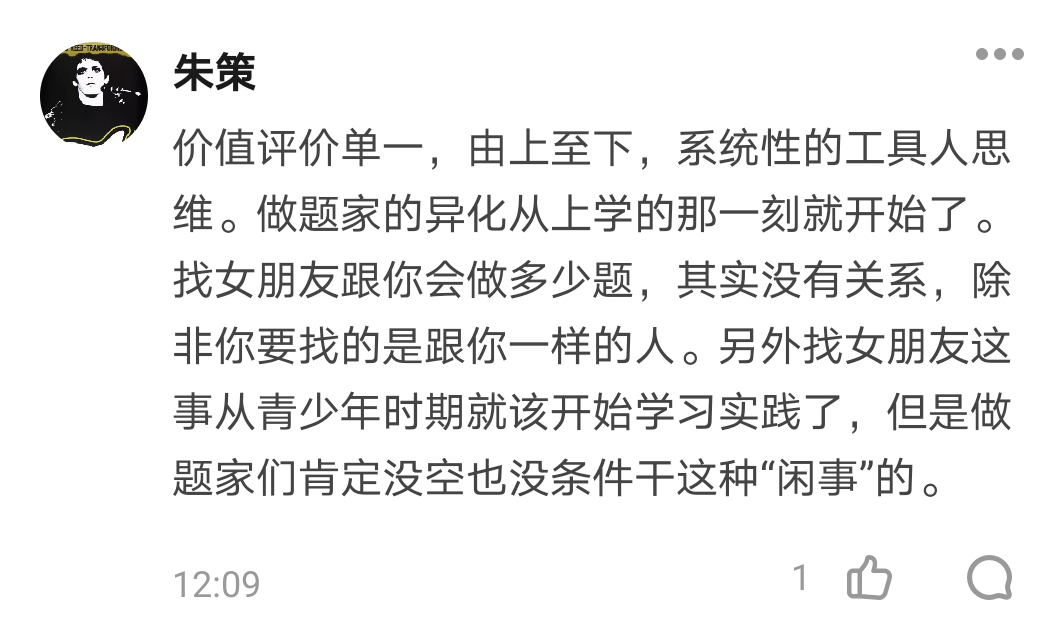 朱策
价值评价单一，由上至下，系统性的工具人思
维。做题家的异化从上学的那一刻就开始了。
找女朋友跟你会做多少题，其实没有关系，除
非你要找的是跟你一样的人。另外找女朋友这
事从青少年时期就该开始学习实践了，但是做
题家们肯定没空也没条件干这种“闲事”的。
12:09 1